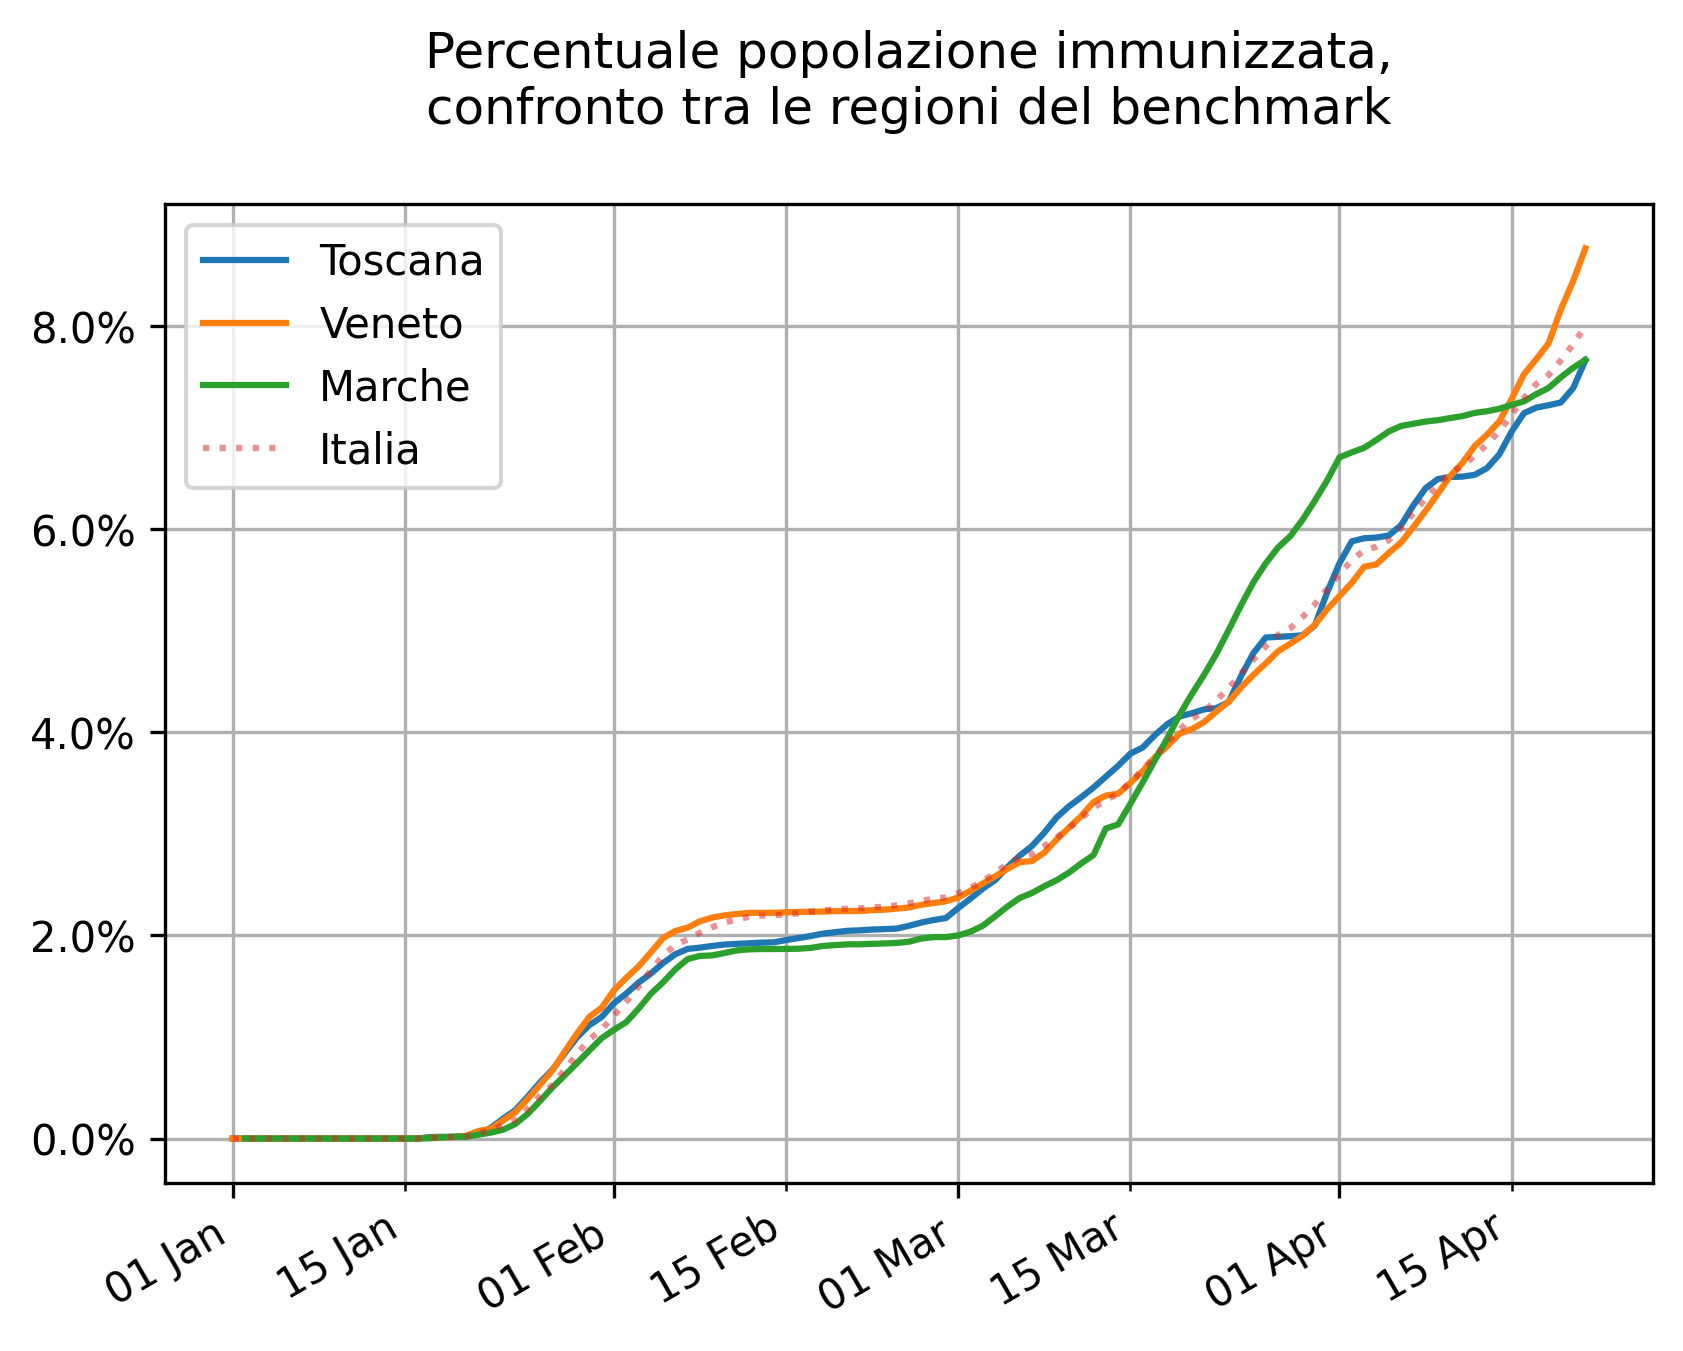 Percentuale popolazione immunizzata,
confronto tra le regioni del benchmark
Toscana
Veneto
Marche
Italia
8.0%
6.0%
4.0%
2.0%
0.0%
01 Jan
15 Jan
01 Feb
15 Feb
01 Mar
15 Mar
01 Apr
15 Apr